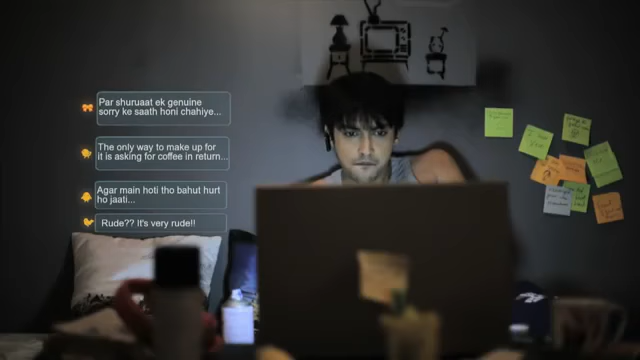 Par shuruaat ek genuine
sorry ke saath honi chahiye...
The only way to make up for
it is asking for coffee in return...
Agar main hoti tho bahut hurt
ho jaati...
Rude?? It's very rude!!